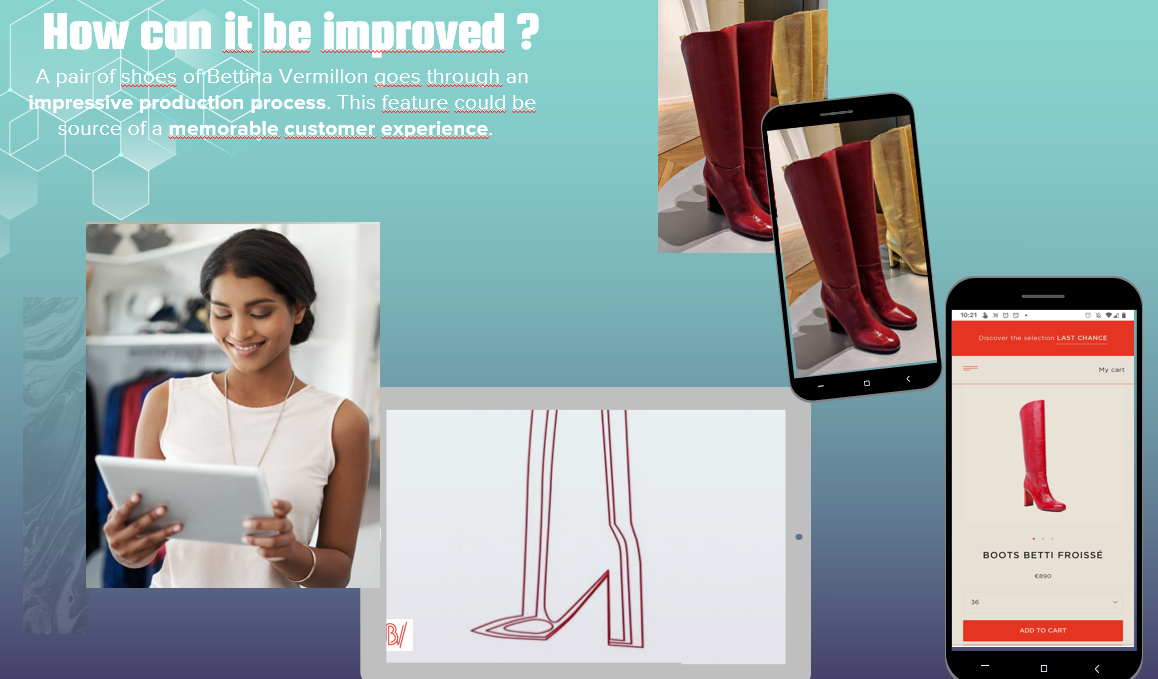 How can it be improved ?
A pair of shoes of Bettina Vermillon goes through an
impressive production process. This feature could be
source of a memorable customer experience.
10:21
Discover the selection LAST CHANCE
My cart
BOOTS BETTI FROISSÉ
€890
36
ADD TO CART
BV